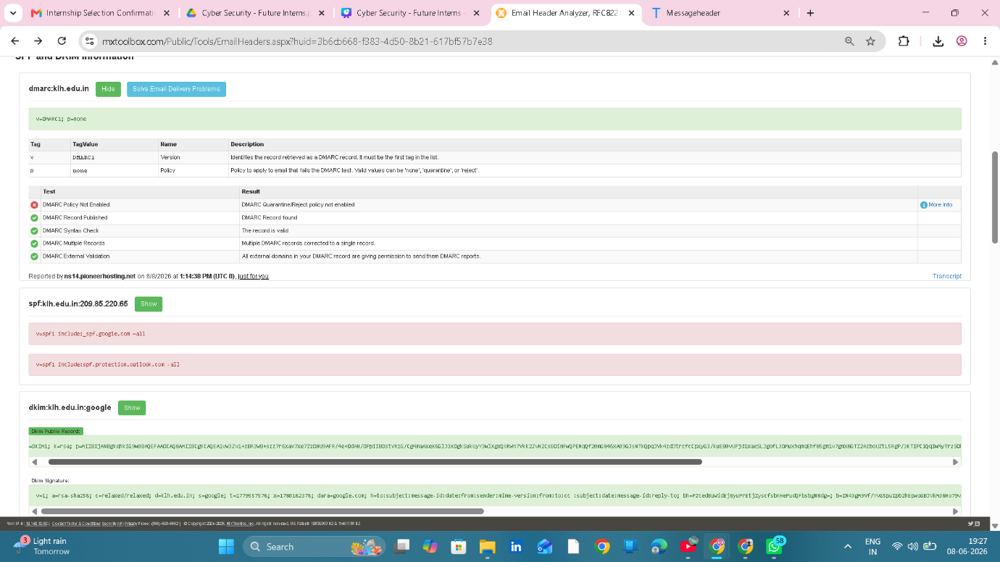 Internship Selection Confirmati
Cyber Security - Future Interns.p
Cyber Security - Future Interns -
Email Header Analyzer, RFC822
Messageheader
mxtoolbox.com/Public/Tools/EmailHeaders.aspx?huid=3b6cb668-f383-4d50-8b21-617bf57b7e38
SPF and DKIM Information
dmarc:klh.edu.in Hide Solve Email Delivery Problems
v=DMARC1; p=none
Tag TagValue Name Description
v DMARC1 Version Identifies the record retrieved as a DMARC record. It must be the first tag in the list.
p none Policy Policy to apply to email that fails the DMARC test. Valid values can be 'none', 'quarantine', or 'reject'.
Test Result
DMARC Policy Not Enabled DMARC Quarantine/Reject policy not enabled More Info
DMARC Record Published DMARC Record found
DMARC Syntax Check The record is valid
DMARC Multiple Records Multiple DMARC records corrected to a single record.
DMARC External Validation All external domains in your DMARC record are giving permission to send them DMARC reports.
Reported by ns14.pioneerhosting.net on 6/8/2026 at 1:14:38 PM (UTC 0), just for you. Transcript
spf:klh.edu.in:209.85.220.65 Show
v=spf1 include:_spf.google.com ~all
v=spf1 include:spf.protection.outlook.com -all
dkim:klh.edu.in:google Show
Dkim Public Record:
=DKIM1; k=rsa;
Dkim Signature:
v=1; a=rsa-sha256; c=relaxed/relaxed; d=klh.edu.in; s=google; t=1779557576; x=1780162376; dara=google.com; h=to:subject:message-id:date:from:sender:mime-version:from:to:cc :subject:date:message-id:reply-to;
3 Light rain
Tomorrow
Search
58
ENG
IN
19:27
08-06-2026